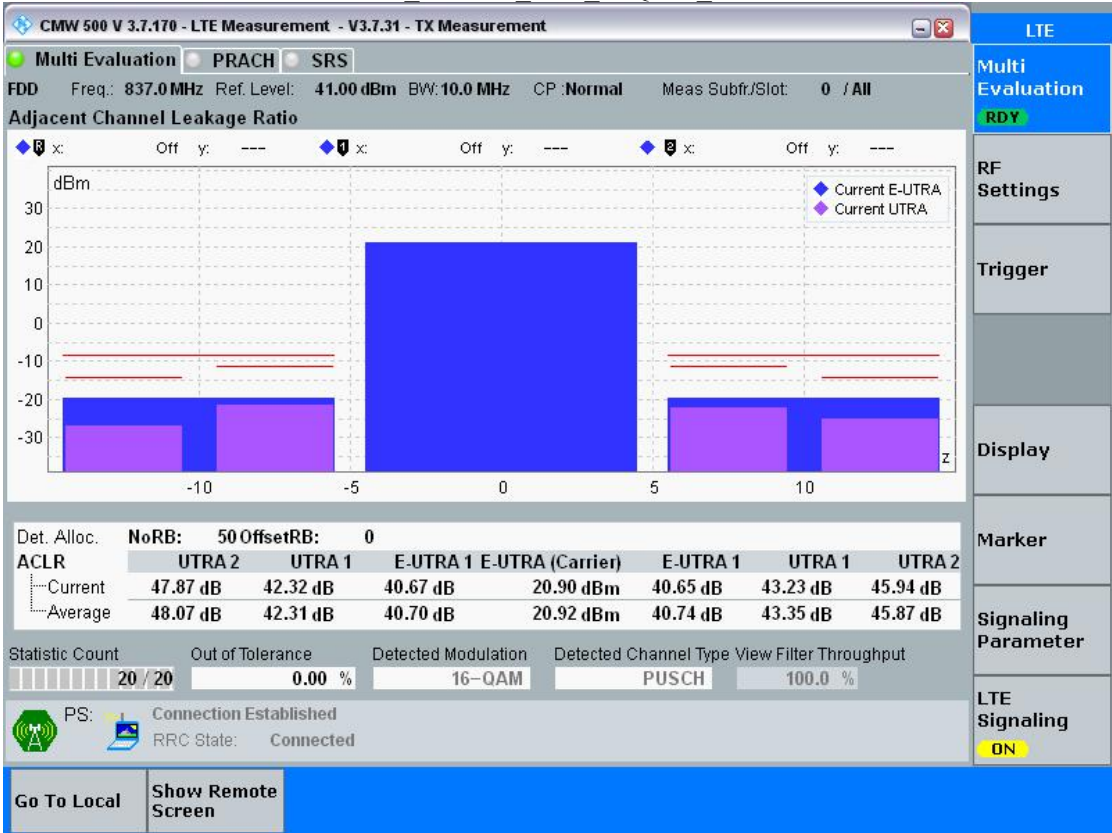 CMW 500 V 3.7.170 - LTE Measurement - V3.7.31 - TX Measurement
LTE
Multi Evaluation PRACH SRS
FDD Freq.: 837.0 MHz Ref. Level: 41.00 dBm BW: 10.0 MHz CP : Normal Meas Subfr./Slot: 0 / All
Adjacent Channel Leakage Ratio
R x: Off y: --- 1 x: Off y: --- 2 x: Off y: ---
dBm
Current E-UTRA
Current UTRA
30
20
10
0
-10
-20
-30
z
-10 -5 0 5 10
Det. Alloc. NoRB: 50 OffsetRB: 0
ACLR UTRA 2 UTRA 1 E-UTRA 1 E-UTRA (Carrier) E-UTRA 1 UTRA 1 UTRA 2
Current 47.87 dB 42.32 dB 40.67 dB 20.90 dBm 40.65 dB 43.23 dB 45.94 dB
Average 48.07 dB 42.31 dB 40.70 dB 20.92 dBm 40.74 dB 43.35 dB 45.87 dB
Statistic Count Out of Tolerance Detected Modulation Detected Channel Type View Filter Throughput
20 / 20 0.00 % 16-QAM PUSCH 100.0 %
PS: Connection Established
RRC State: Connected
Multi
Evaluation
RDY
RF
Settings
Trigger
Display
Marker
Signaling
Parameter
LTE
Signaling
ON
Go To Local
Show Remote
Screen